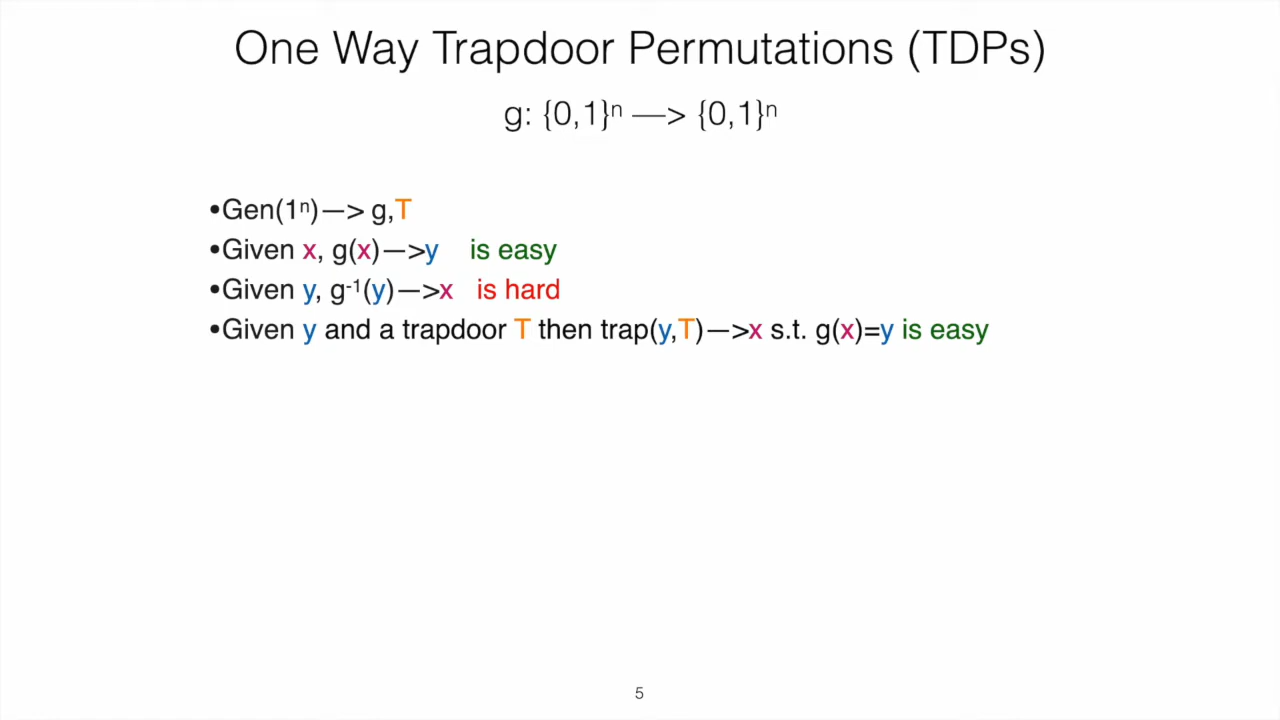 One Way Trapdoor Permutations (TDPs)
g: {0,1}ⁿ —> {0,1}ⁿ
•Gen(1ⁿ)—> g,T
•Given x, g(x)—>y is easy
•Given y, g⁻¹(y)—>x is hard
•Given y and a trapdoor T then trap(y,T)—>x s.t. g(x)=y is easy
5